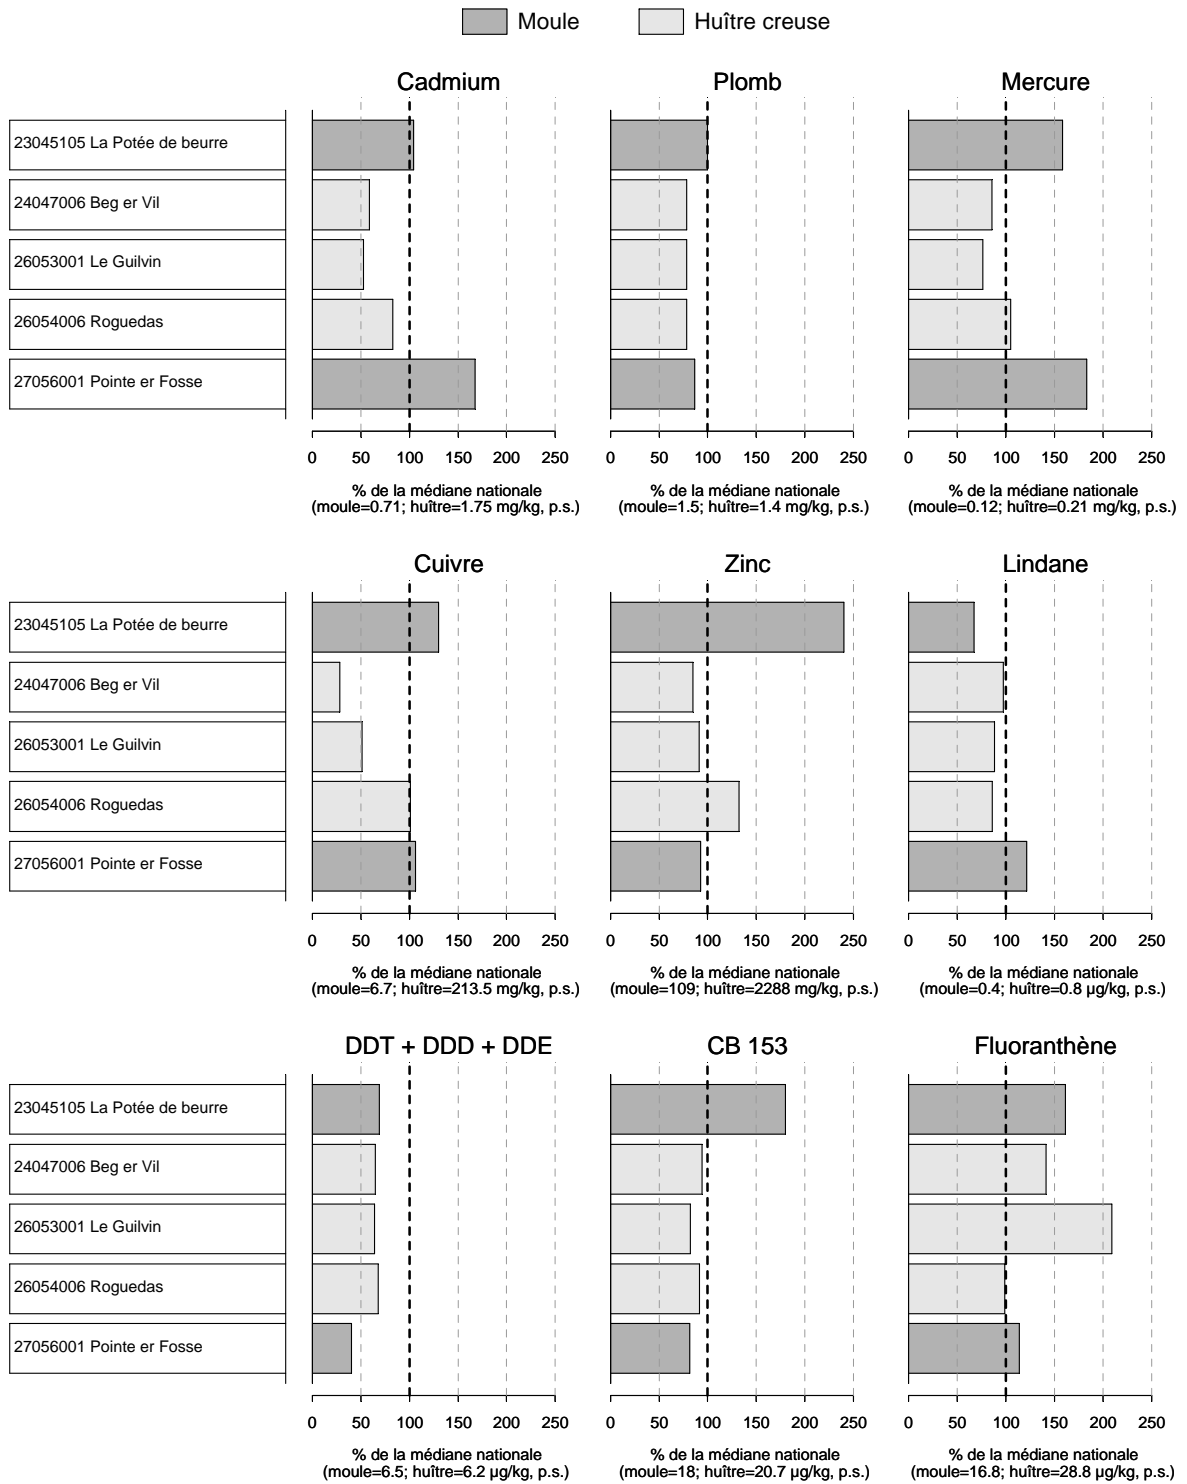 Moule
Huître creuse
Cadmium
Plomb
Mercure
23045105 La Potée de beurre
24047006 Beg er Vil
26053001 Le Guilvin
26054006 Roguedas
27056001 Pointe er Fosse
0 50 100 150 200 250
0 50 100 150 200 250
0 50 100 150 200 250
% de la médiane nationale
(moule=0.71; huître=1.75 mg/kg, p.s.)
% de la médiane nationale
(moule=1.5; huître=1.4 mg/kg, p.s.)
% de la médiane nationale
(moule=0.12; huître=0.21 mg/kg, p.s.)
Cuivre
Zinc
Lindane
23045105 La Potée de beurre
24047006 Beg er Vil
26053001 Le Guilvin
26054006 Roguedas
27056001 Pointe er Fosse
0 50 100 150 200 250
0 50 100 150 200 250
0 50 100 150 200 250
% de la médiane nationale
(moule=6.7; huître=213.5 mg/kg, p.s.)
% de la médiane nationale
(moule=109; huître=2288 mg/kg, p.s.)
% de la médiane nationale
(moule=0.4; huître=0.8 µg/kg, p.s.)
DDT + DDD + DDE
CB 153
Fluoranthène
23045105 La Potée de beurre
24047006 Beg er Vil
26053001 Le Guilvin
26054006 Roguedas
27056001 Pointe er Fosse
0 50 100 150 200 250
0 50 100 150 200 250
0 50 100 150 200 250
% de la médiane nationale
(moule=6.5; huître=6.2 µg/kg, p.s.)
% de la médiane nationale
(moule=18; huître=20.7 µg/kg, p.s.)
% de la médiane nationale
(moule=16.8; huître=28.8 µg/kg, p.s.)